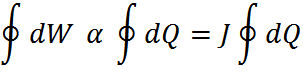 ∮ dW α ∮ dQ = J ∮ dQ